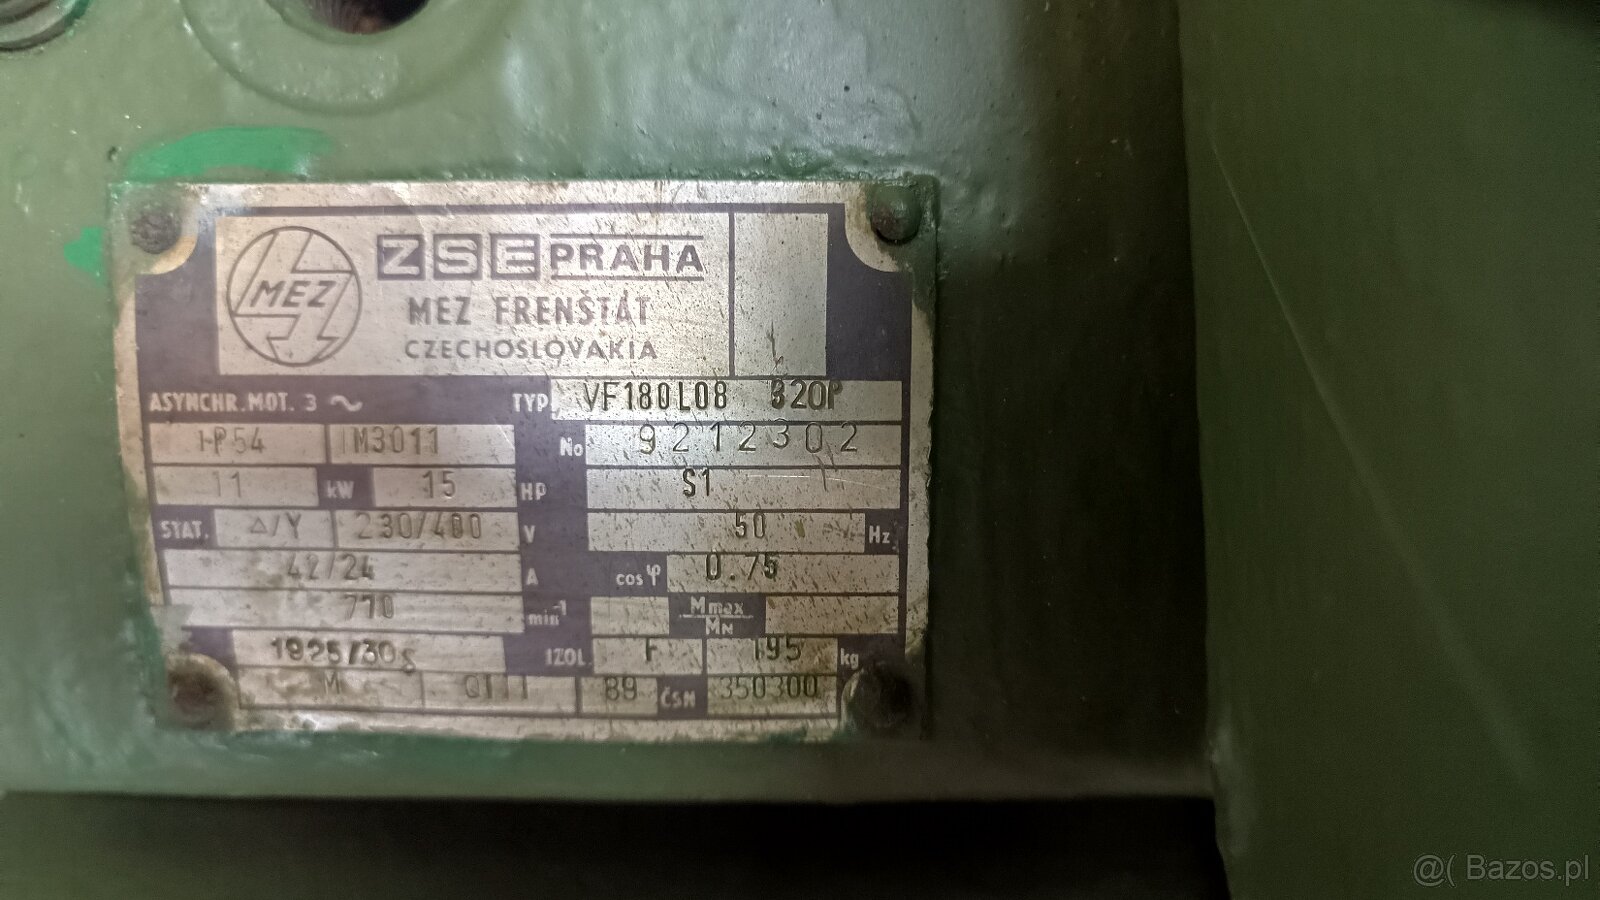 MEZ
ZSE PRAHA
MEZ FRENŠTÁT
CZECHOSLOVAKIA
ASYNCHR. MOT. 3 ~ TYP VF180L08
IP54 IM3011 No 9212302
11 kW 15 HP S1
STAT. △/Y 230/400 V 50 Hz
42/24 A cos φ 0.75
min-1 Mmax/MN
IZOL. F 195 kg
M 89 ČSN 350300
@( Bazos.pl